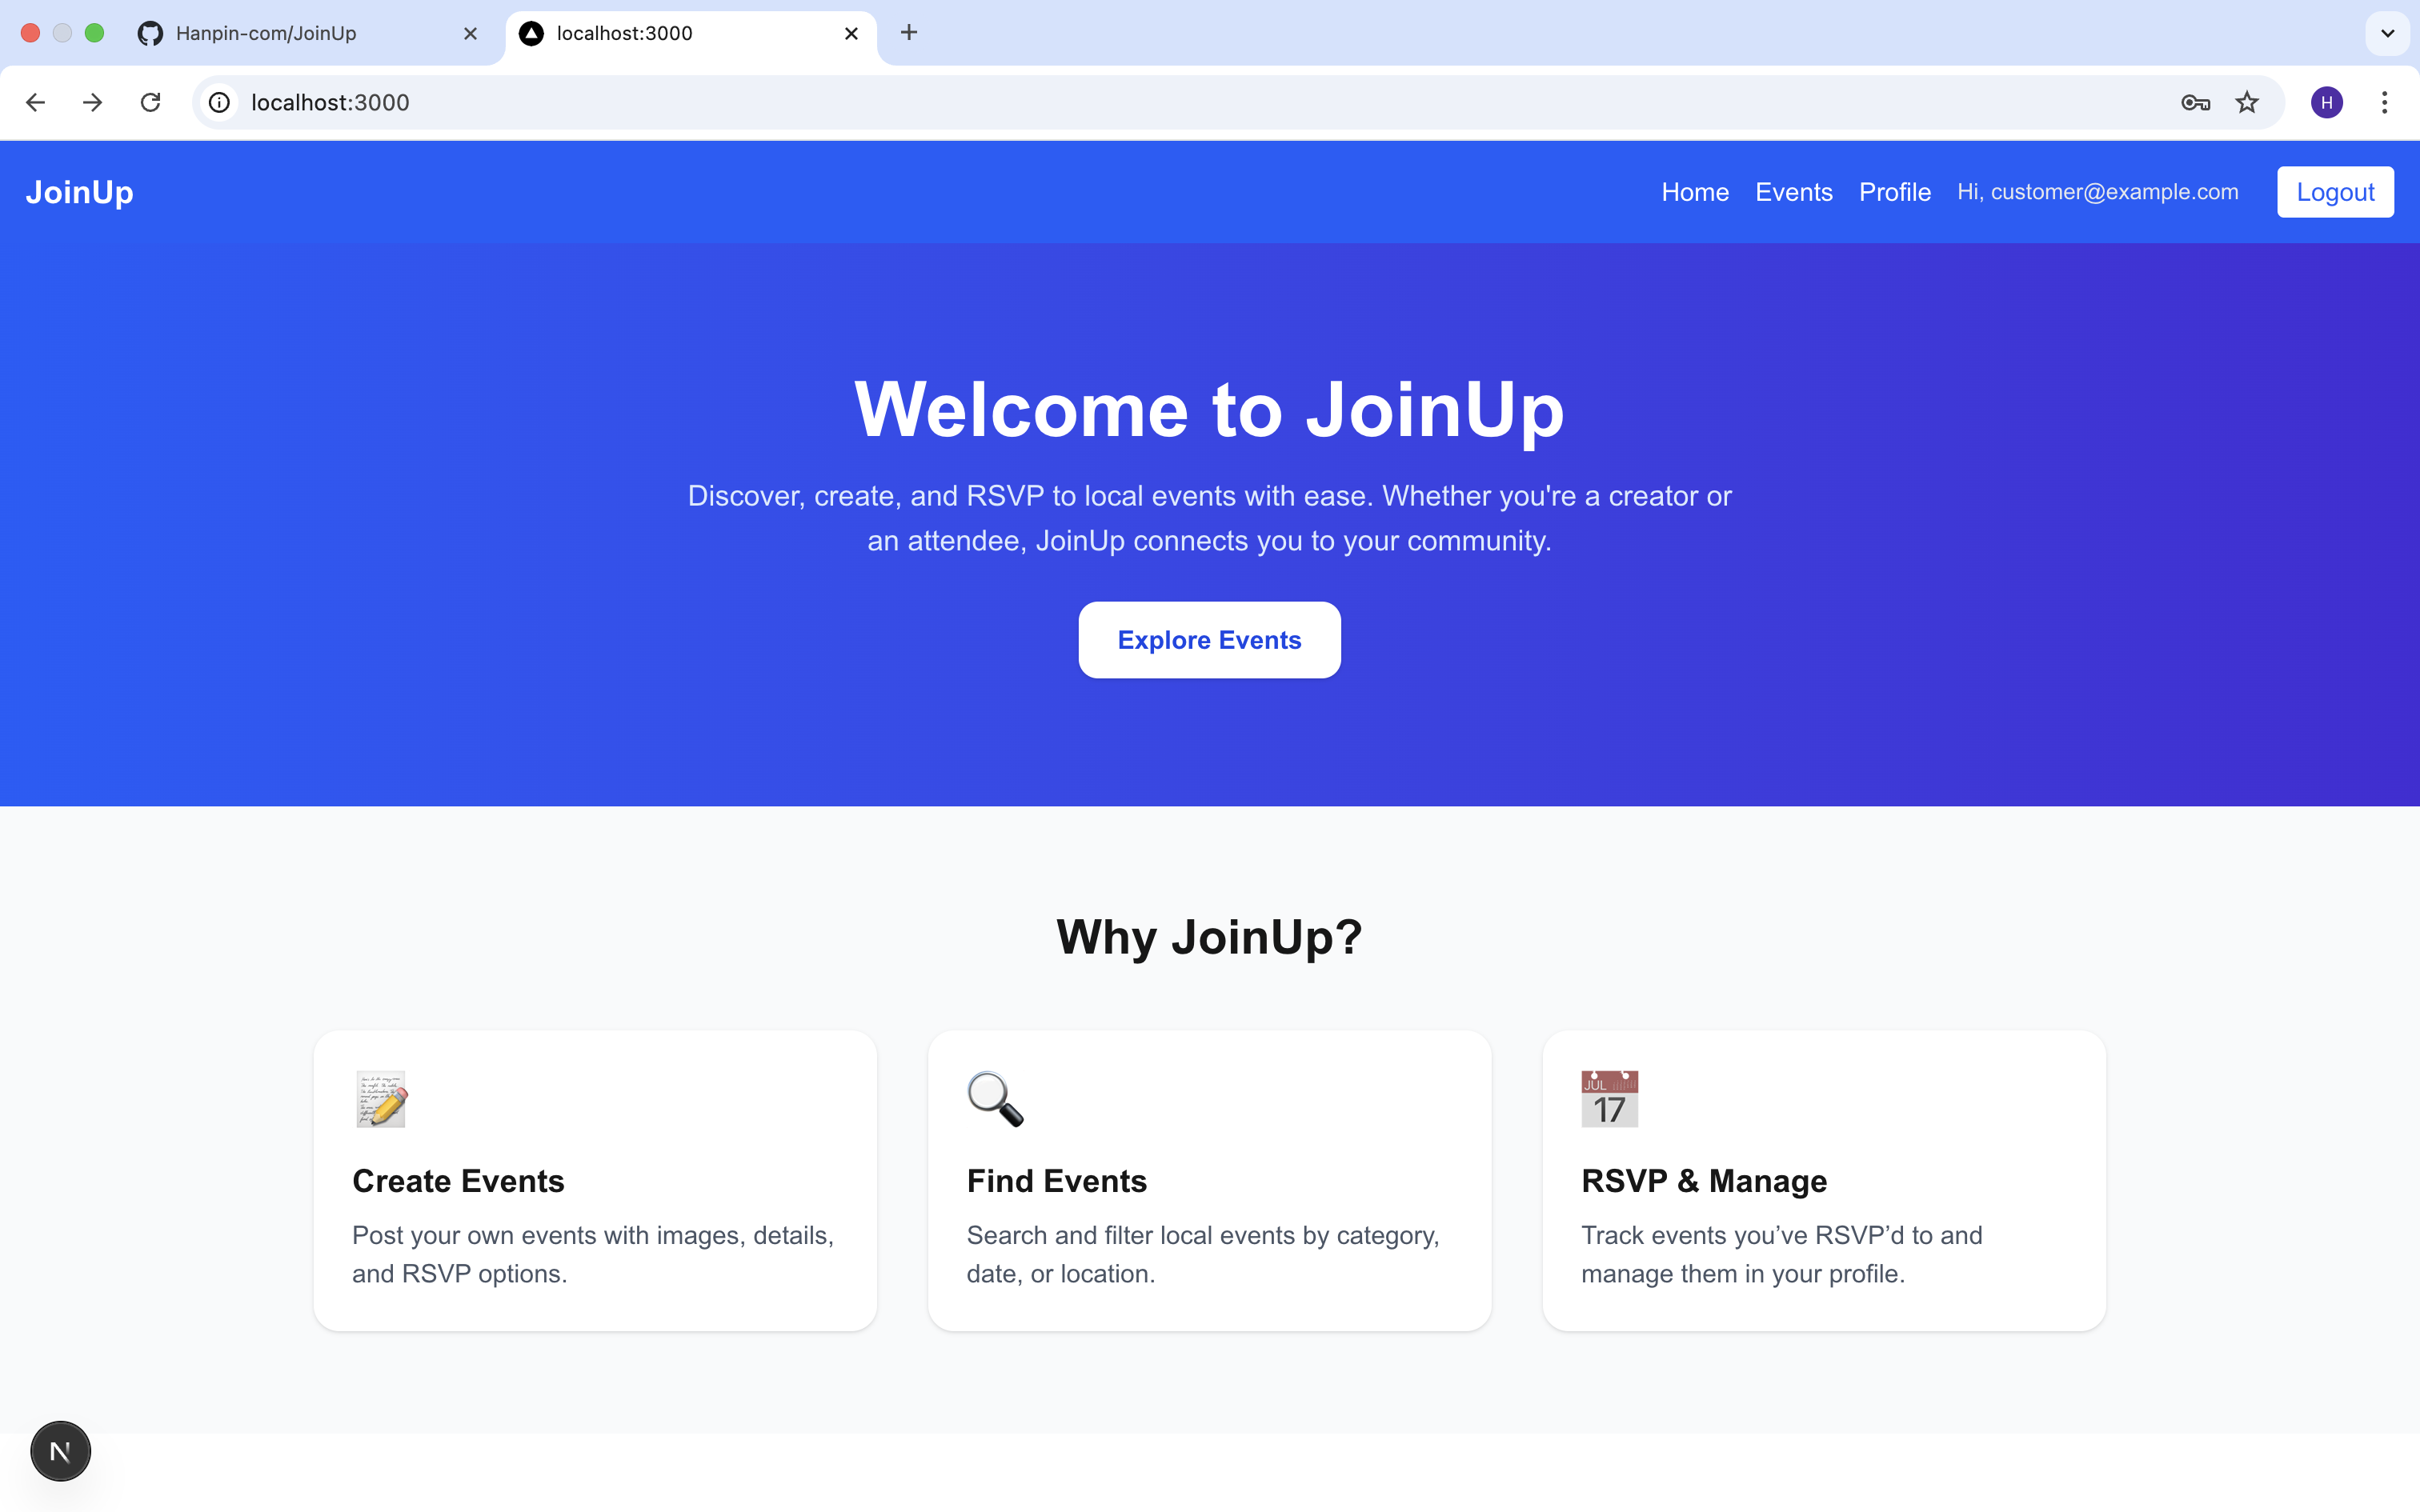 Hanpin-com/JoinUp
localhost:3000
localhost:3000
H
JoinUp
Home Events Profile Hi, customer@example.com Logout
Welcome to JoinUp
Discover, create, and RSVP to local events with ease. Whether you're a creator or
an attendee, JoinUp connects you to your community.
Explore Events
Why JoinUp?
JUL
17
Create Events
Post your own events with images, details,
and RSVP options.
Find Events
Search and filter local events by category,
date, or location.
RSVP & Manage
Track events you’ve RSVP’d to and
manage them in your profile.
N